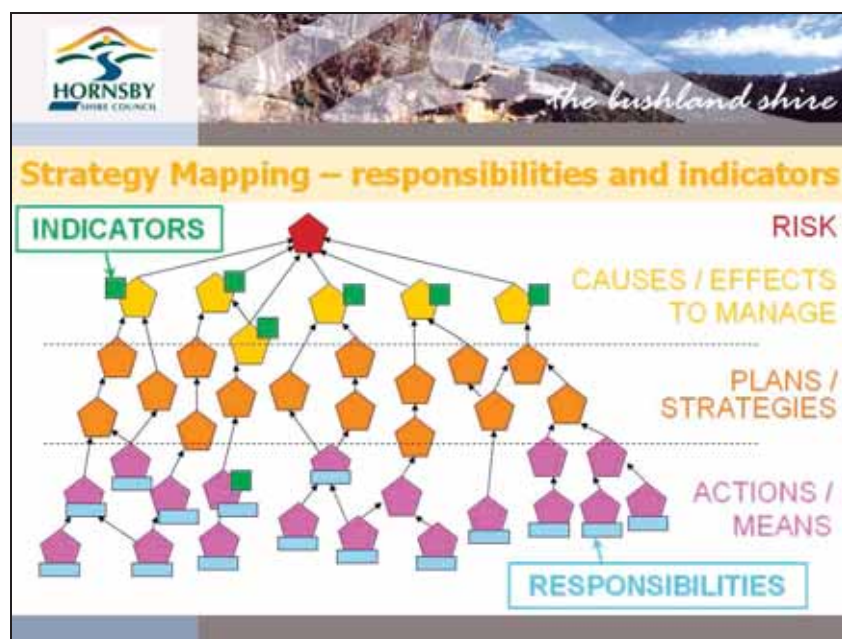 HORNSBY
SHIRE COUNCIL
the bushland shire
Strategy Mapping – responsibilities and indicators
INDICATORS
RISK
CAUSES / EFFECTS
TO MANAGE
PLANS /
STRATEGIES
ACTIONS /
MEANS
RESPONSIBILITIES